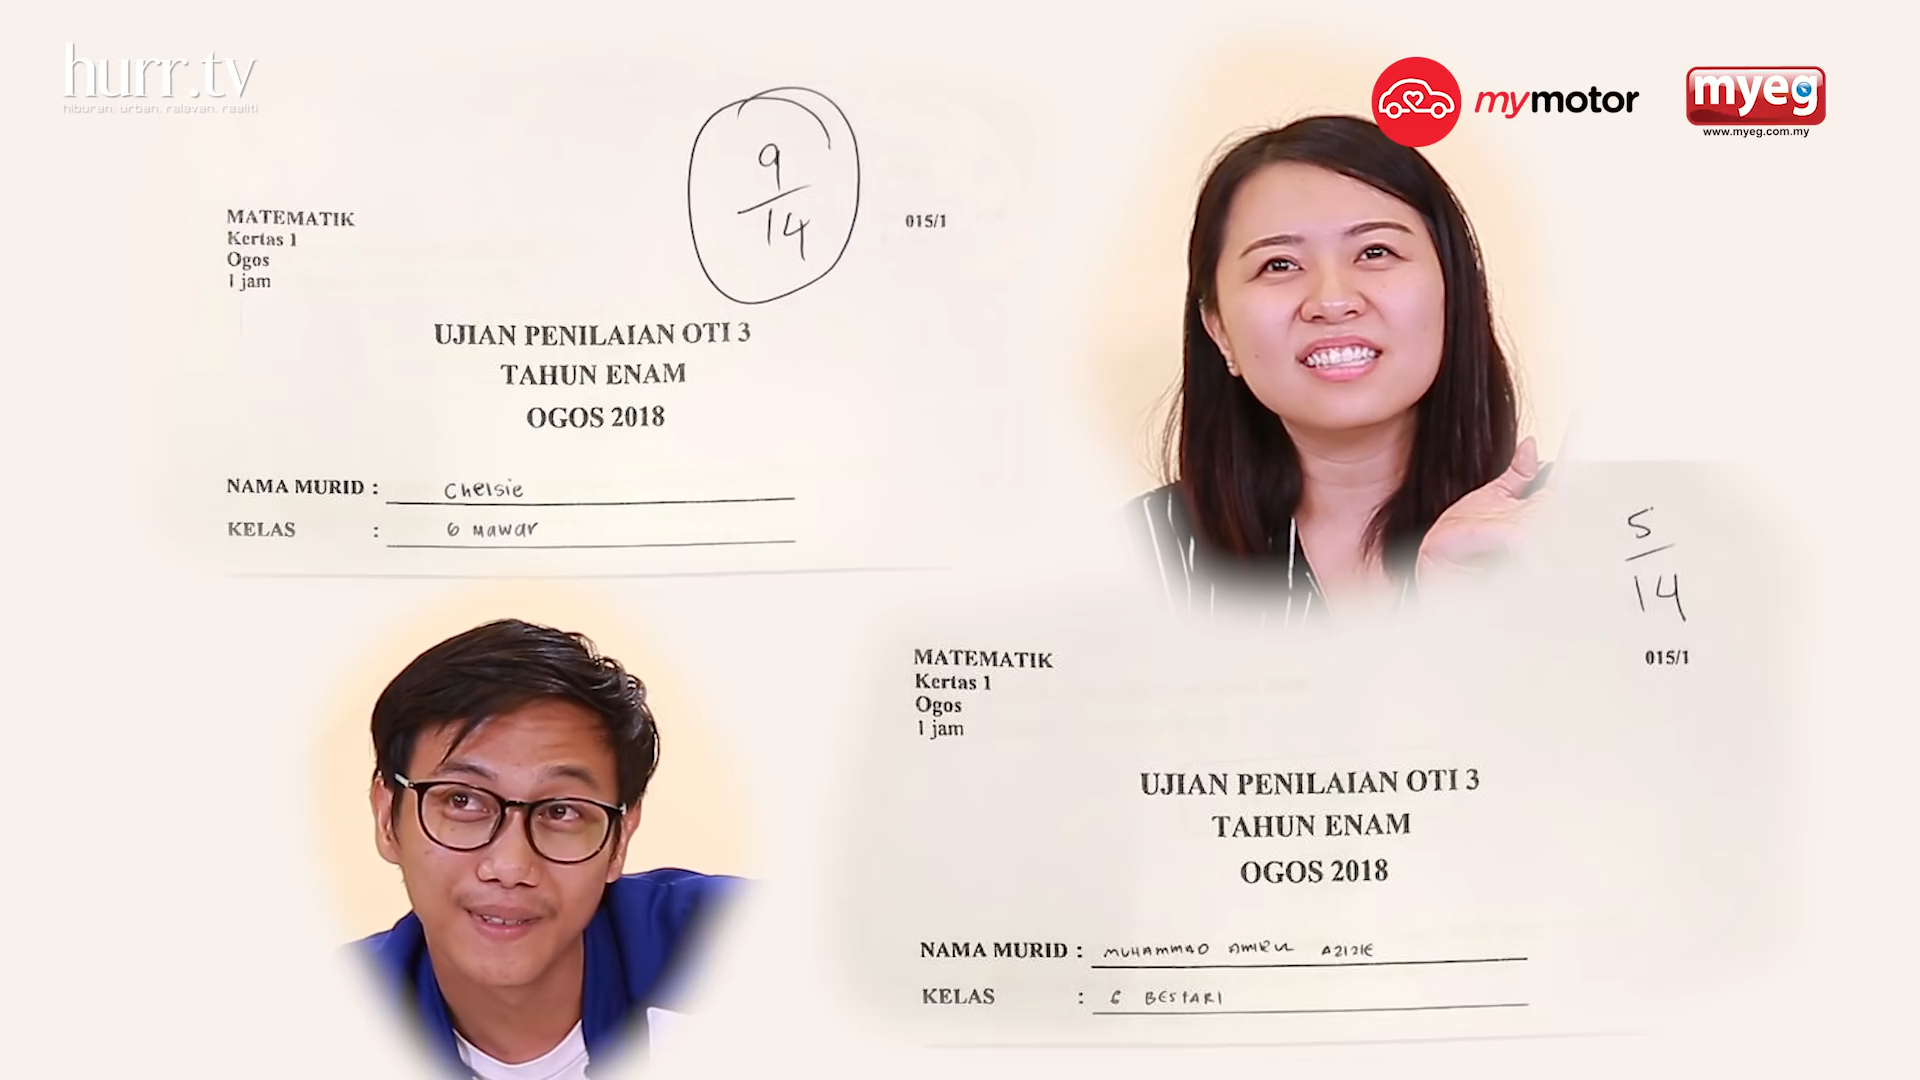 hurr.tv
hiburan. urban. ralavan. realiti
mymotor
myeg
www.myeg.com.my
9
14
MATEMATIK
Kertas 1
Ogos
1 jam
015/1
UJIAN PENILAIAN OTI 3
TAHUN ENAM
OGOS 2018
NAMA MURID : Chelsie
KELAS : 6 Mawar
5
14
MATEMATIK
Kertas 1
Ogos
1 jam
015/1
UJIAN PENILAIAN OTI 3
TAHUN ENAM
OGOS 2018
NAMA MURID : MUHAMMAD AMIRUL AZIZIE
KELAS : 6 BESTARI